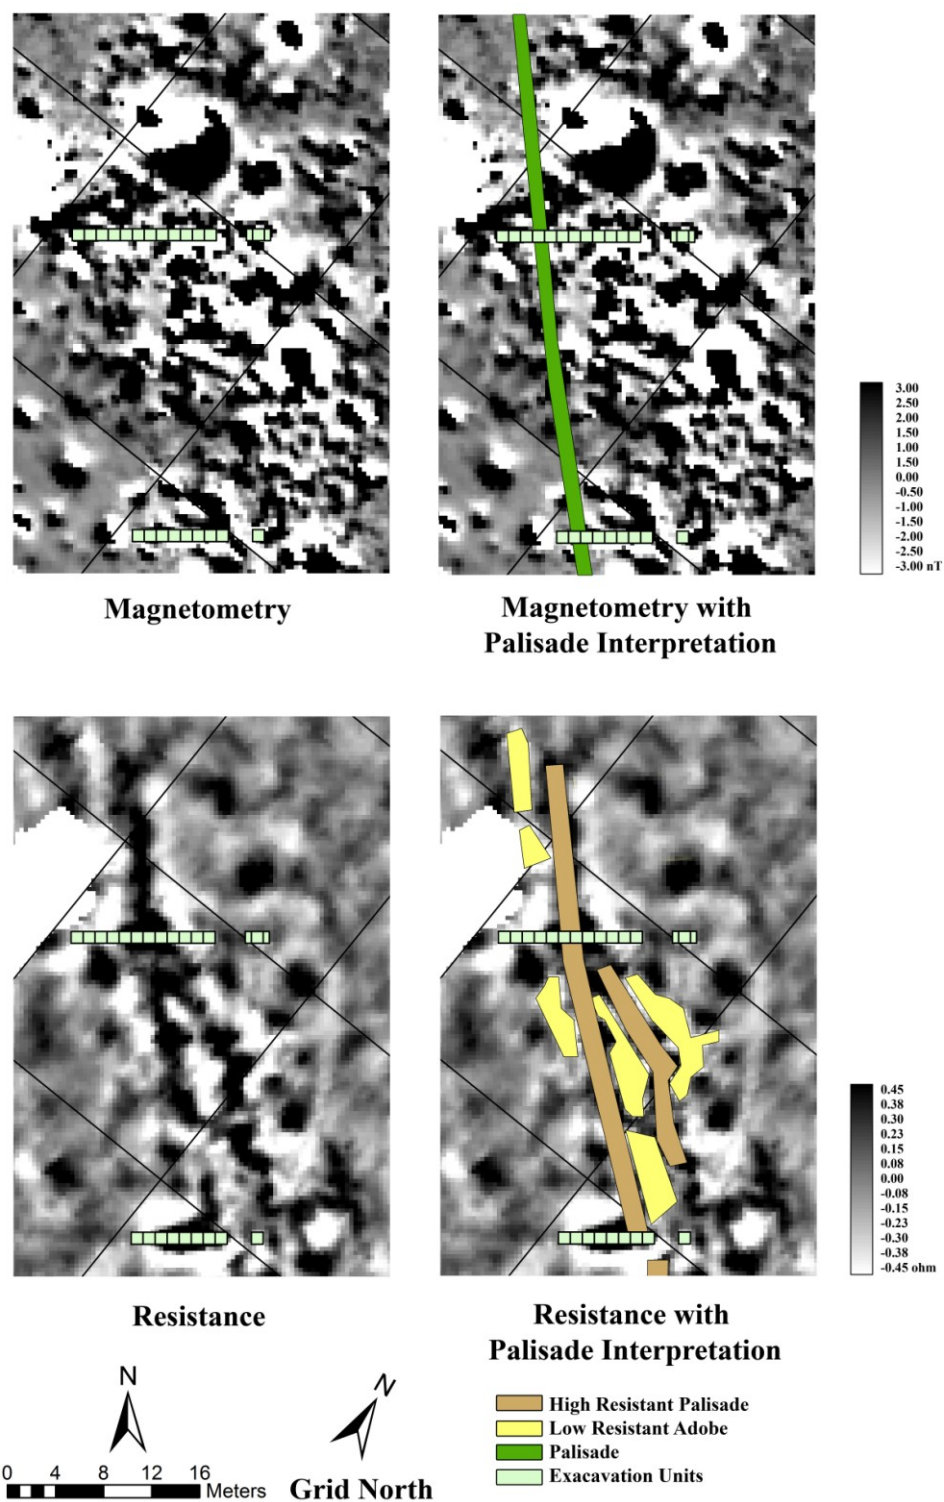 3.00
2.50
2.00
1.50
1.00
0.50
0.00
-0.50
-1.00
-1.50
-2.00
-2.50
-3.00 nT
Magnetometry
Magnetometry with
Palisade Interpretation
0.45
0.38
0.30
0.23
0.15
0.08
0.00
-0.08
-0.15
-0.23
-0.30
-0.38
-0.45 ohm
Resistance
Resistance with
Palisade Interpretation
N
N
0 4 8 12 16
Meters
Grid North
High Resistant Palisade
Low Resistant Adobe
Palisade
Exacavation Units